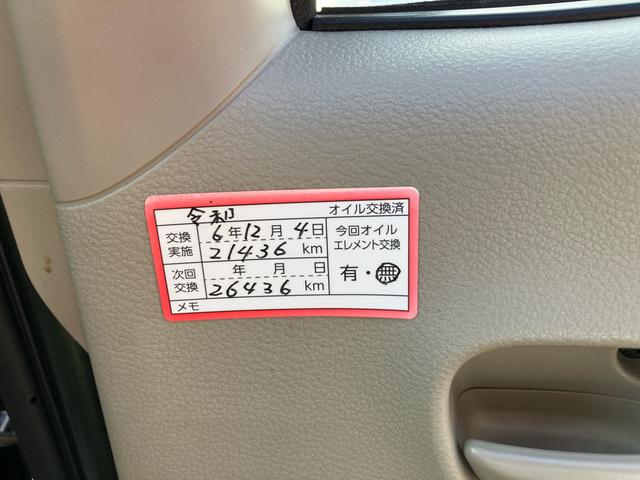 令和 オイル交換済
交換実施 6年12月4日
21436 km
今回オイルエレメント交換
有・無
次回交換 年 月 日
26436 km
メモ